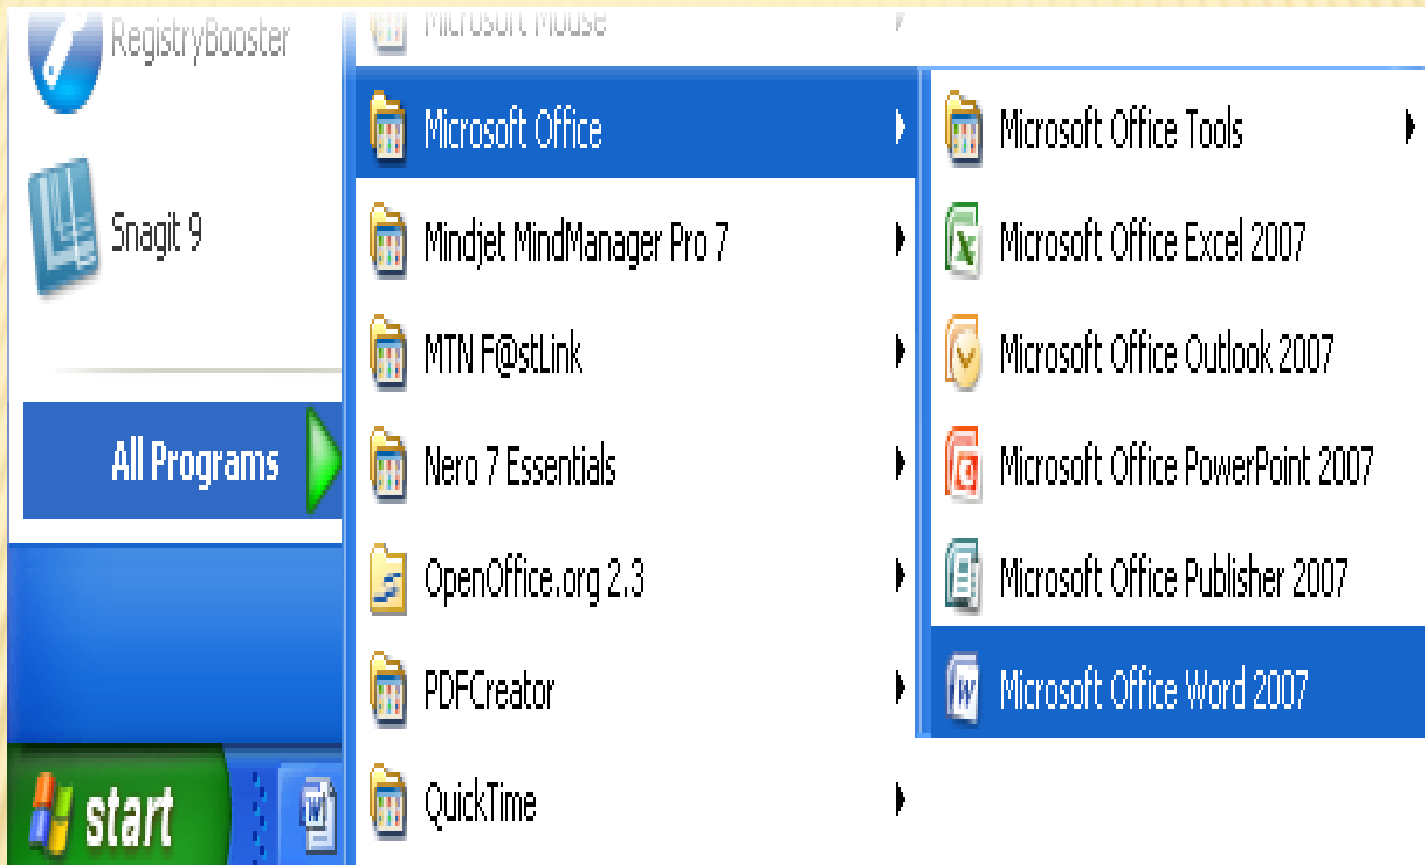 RegistryBooster
Snagit 9
All Programs
start
Microsoft Mouse
Microsoft Office
Mindjet MindManager Pro 7
MTN F@stLink
Nero 7 Essentials
OpenOffice.org 2.3
PDFCreator
QuickTime
Microsoft Office Tools
Microsoft Office Excel 2007
Microsoft Office Outlook 2007
Microsoft Office PowerPoint 2007
Microsoft Office Publisher 2007
Microsoft Office Word 2007